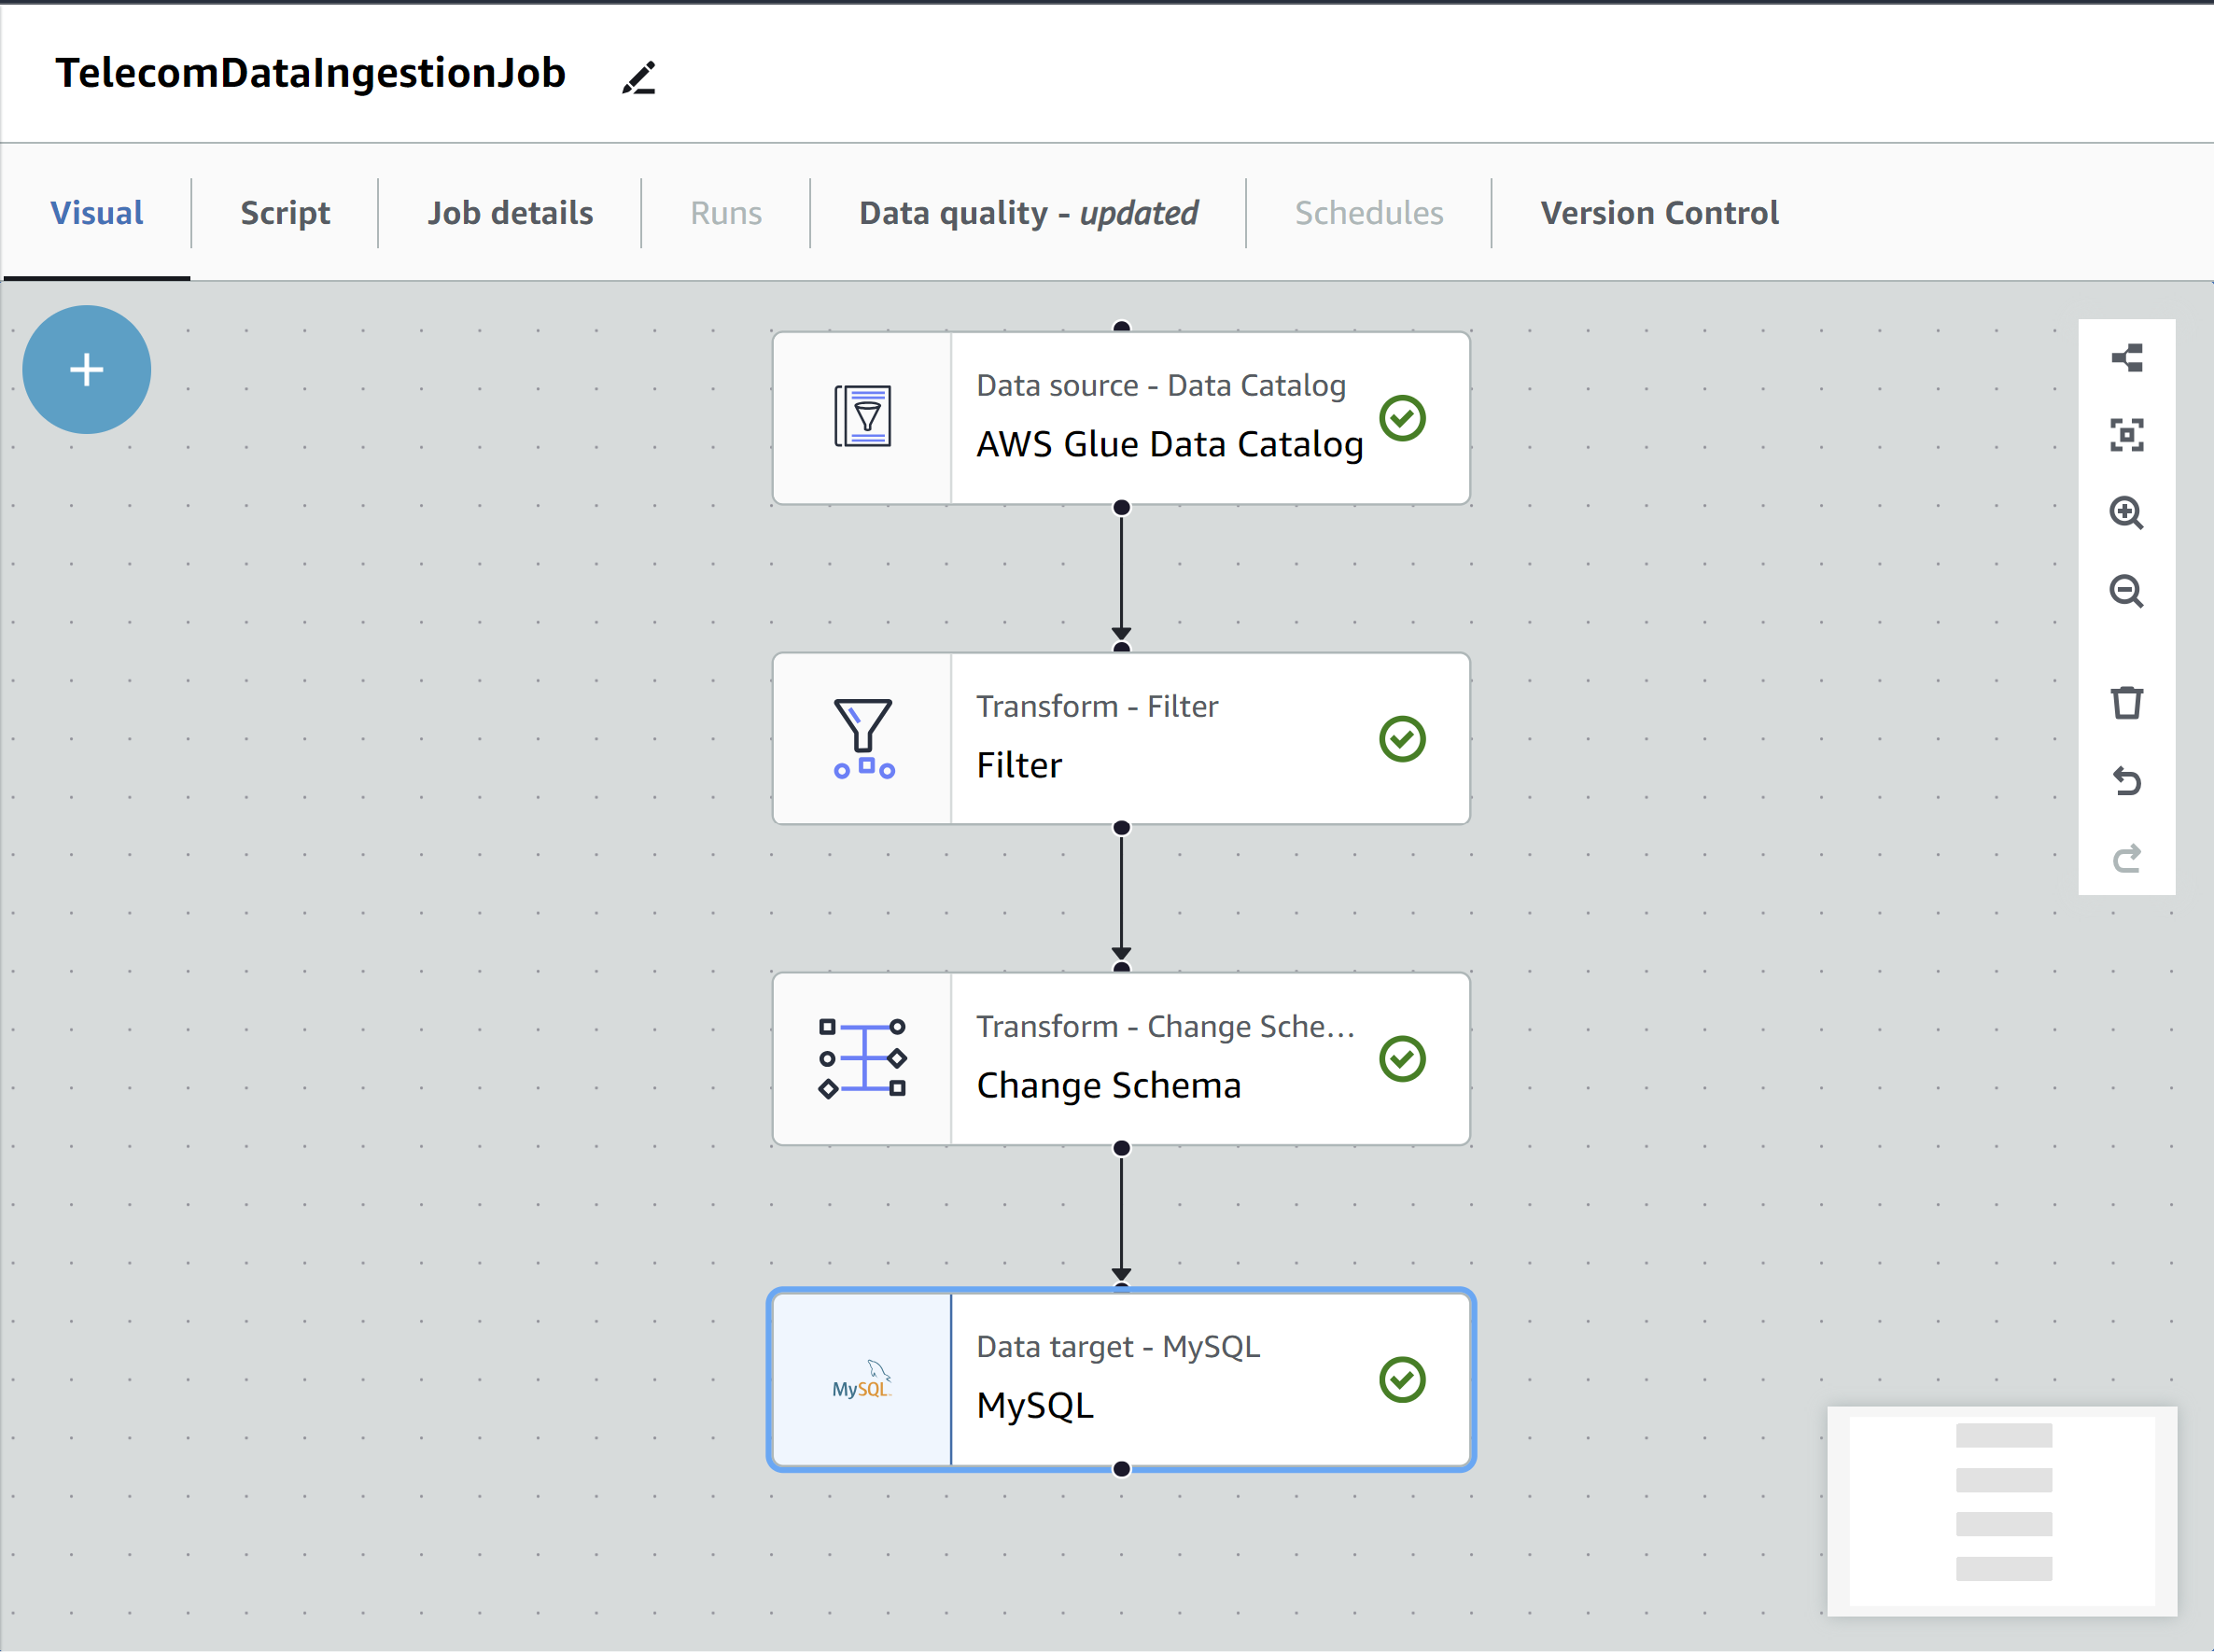 TelecomDataIngestionJob
Visual Script Job details Runs Data quality - updated Schedules Version Control
Data source - Data Catalog
AWS Glue Data Catalog
Transform - Filter
Filter
Transform - Change Sche...
Change Schema
Data target - MySQL
MySQL
MySQL